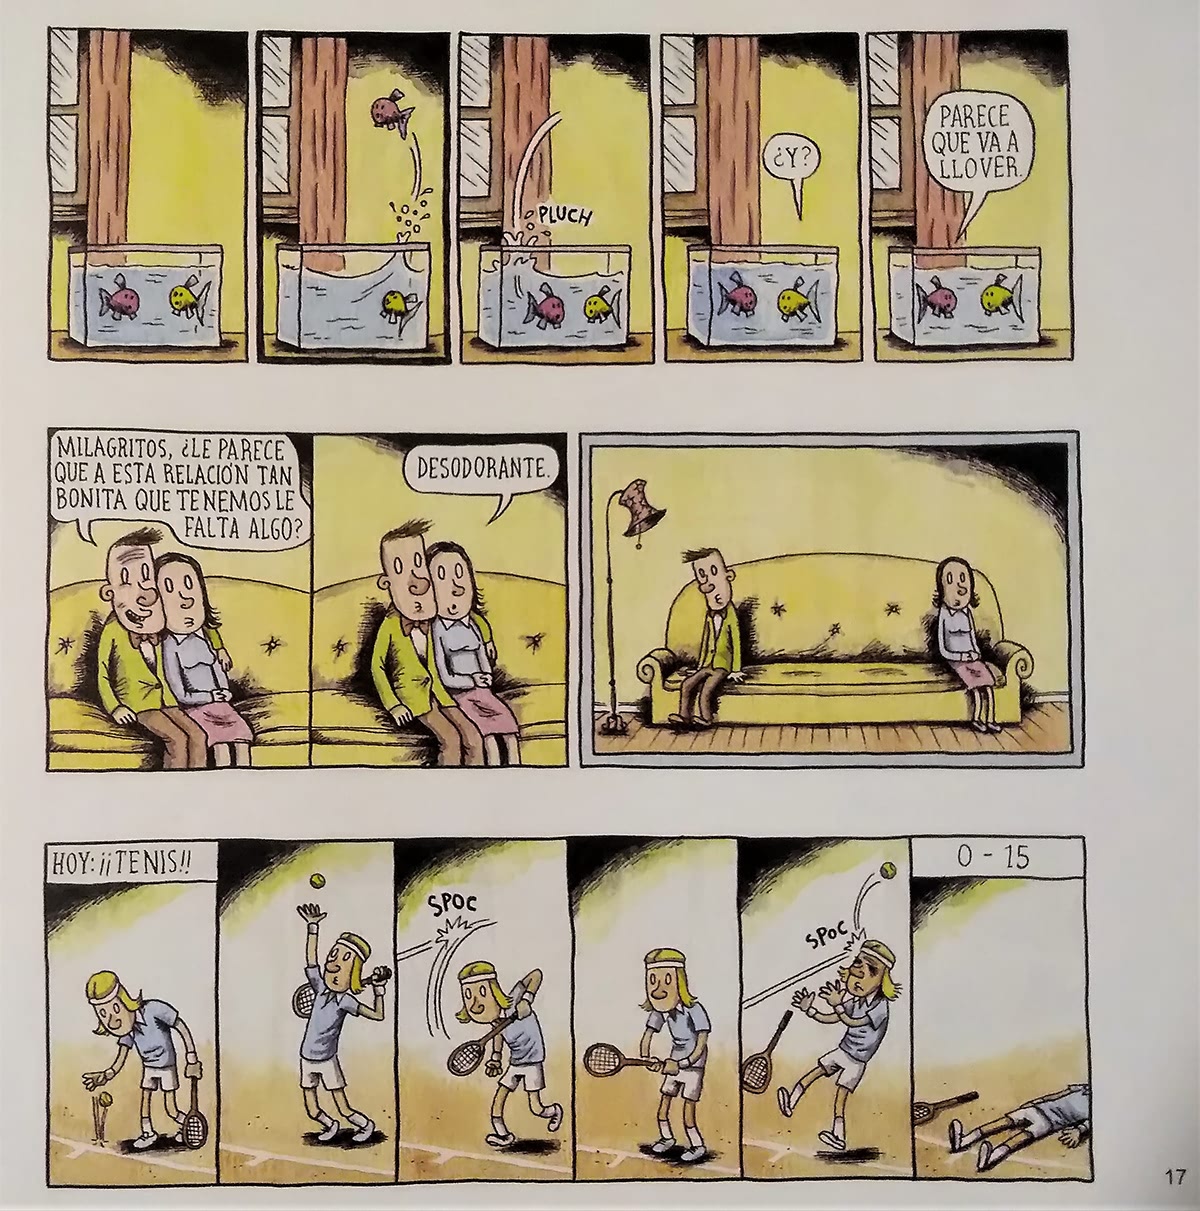 PLUCH
¿Y?
PARECE
QUE VA A
LLOVER.
MILAGRITOS, ¿LE PARECE
QUE A ESTA RELACIÓN TAN
BONITA QUE TENEMOS LE
FALTA ALGO?
DESODORANTE.
HOY: ¡¡TENIS!!
SPOC
SPOC
0 - 15
17